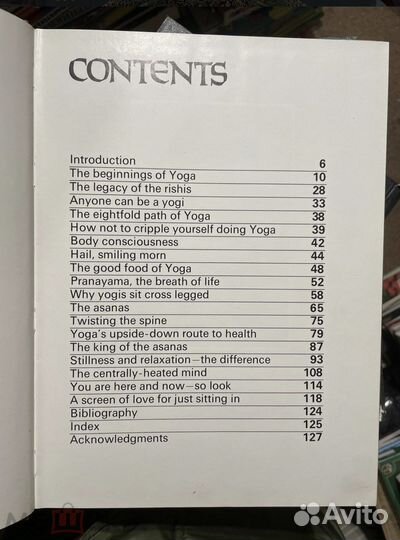 CONTENTS
Introduction 6
The beginnings of Yoga 10
The legacy of the rishis 28
Anyone can be a yogi 33
The eightfold path of Yoga 38
How not to cripple yourself doing Yoga 39
Body consciousness 42
Hail, smiling morn 44
The good food of Yoga 48
Pranayama, the breath of life 52
Why yogis sit cross legged 58
The asanas 65
Twisting the spine 75
Yoga's upside-down route to health 79
The king of the asanas 87
Stillness and relaxation—the difference 93
The centrally-heated mind 108
You are here and now—so look 114
A screen of love for just sitting in 118
Bibliography 124
Index 125
Acknowledgments 127
Avito